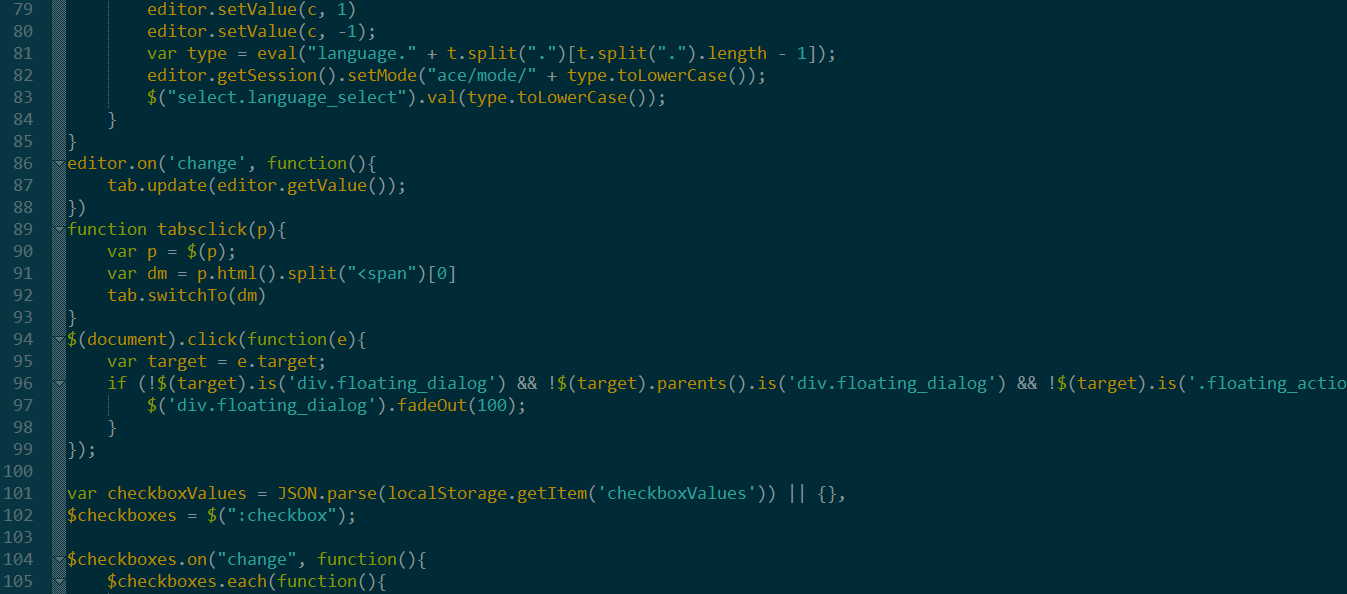 79 editor.setValue(c, 1)
80 editor.setValue(c, -1);
81 var type = eval("language." + t.split(".")[t.split(".").length - 1]);
82 editor.getSession().setMode("ace/mode/" + type.toLowerCase());
83 $("select.language_select").val(type.toLowerCase());
84 }
85 }
86 editor.on('change', function(){
87 tab.update(editor.getValue());
88 })
89 function tabsclick(p){
90 var p = $(p);
91 var dm = p.html().split("<span")[0]
92 tab.switchTo(dm)
93 }
94 $(document).click(function(e){
95 var target = e.target;
96 if (!$(target).is('div.floating_dialog') && !$(target).parents().is('div.floating_dialog') && !$(target).is('.floating_actio
97 $('div.floating_dialog').fadeOut(100);
98 }
99 });
100
101 var checkboxValues = JSON.parse(localStorage.getItem('checkboxValues')) || {},
102 $checkboxes = $(":checkbox");
103
104 $checkboxes.on("change", function(){
105 $checkboxes.each(function(){